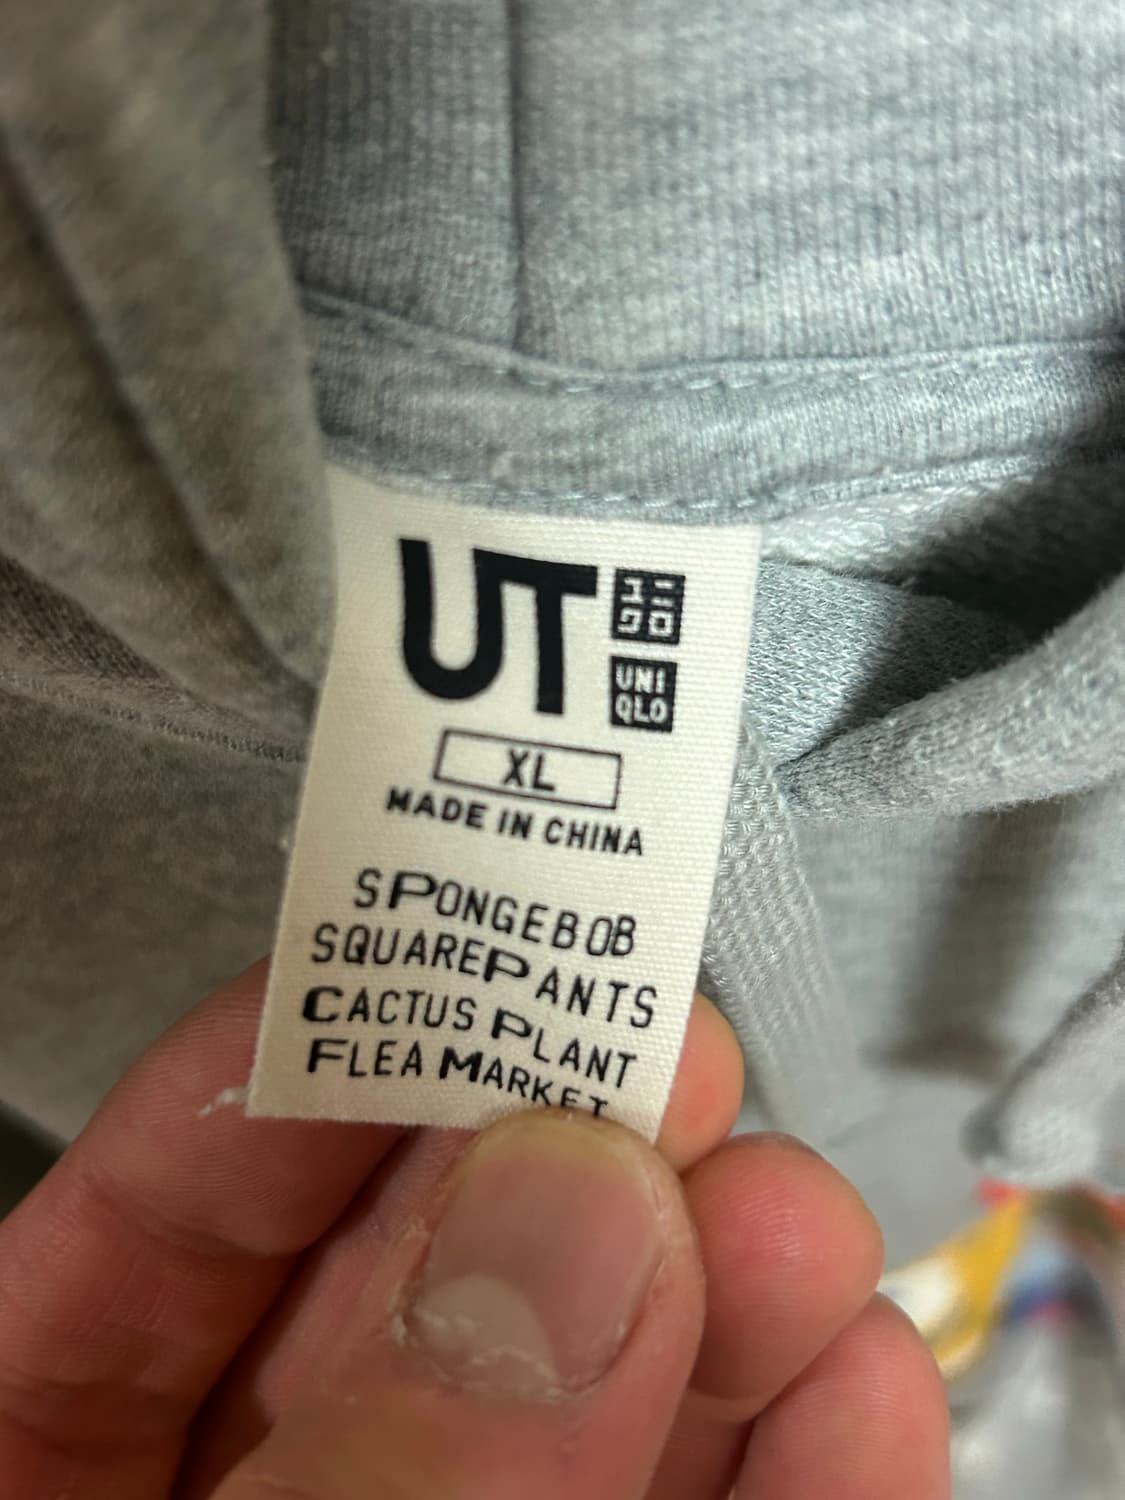 UT
ユニ
クロ
UNI
QLO
XL
MADE IN CHINA
SPONGEBOB
SQUAREPANTS
CACTUS PLANT
FLEA MARKET